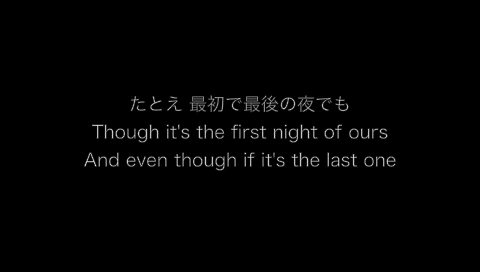 たとえ 最初で最後の夜でも
Though it's the first night of ours
And even though if it's the last one